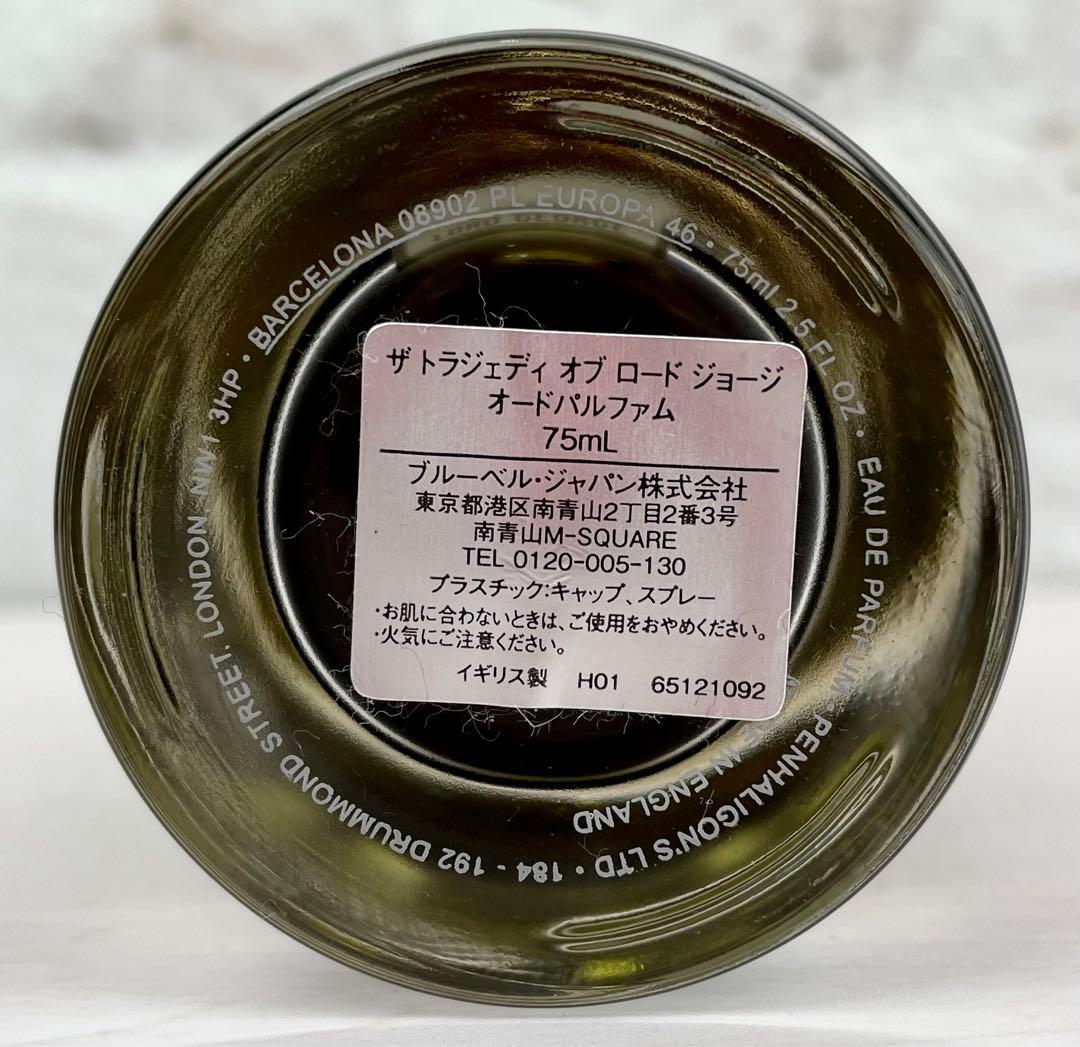 ザ トラジェディ オブ ロード ジョージ
オードパルファム
75mL
ブルーベル・ジャパン株式会社
東京都港区南青山2丁目2番3号
南青山M-SQUARE
TEL 0120-005-130
プラスチック:キャップ、スプレー
・お肌に合わないときは、ご使用をおやめください。
・火気にご注意ください。
イギリス製 H01 65121092
EAU DE PARFUM • PENHALIGON'S LTD • 184 - 192 DRUMMOND STREET, LONDON NW1 3HP • BARCELONA 08902 PL EUROPA 46 • 75ml 2.5 FL OZ •
IN ENGLAND
LORD GEORGE